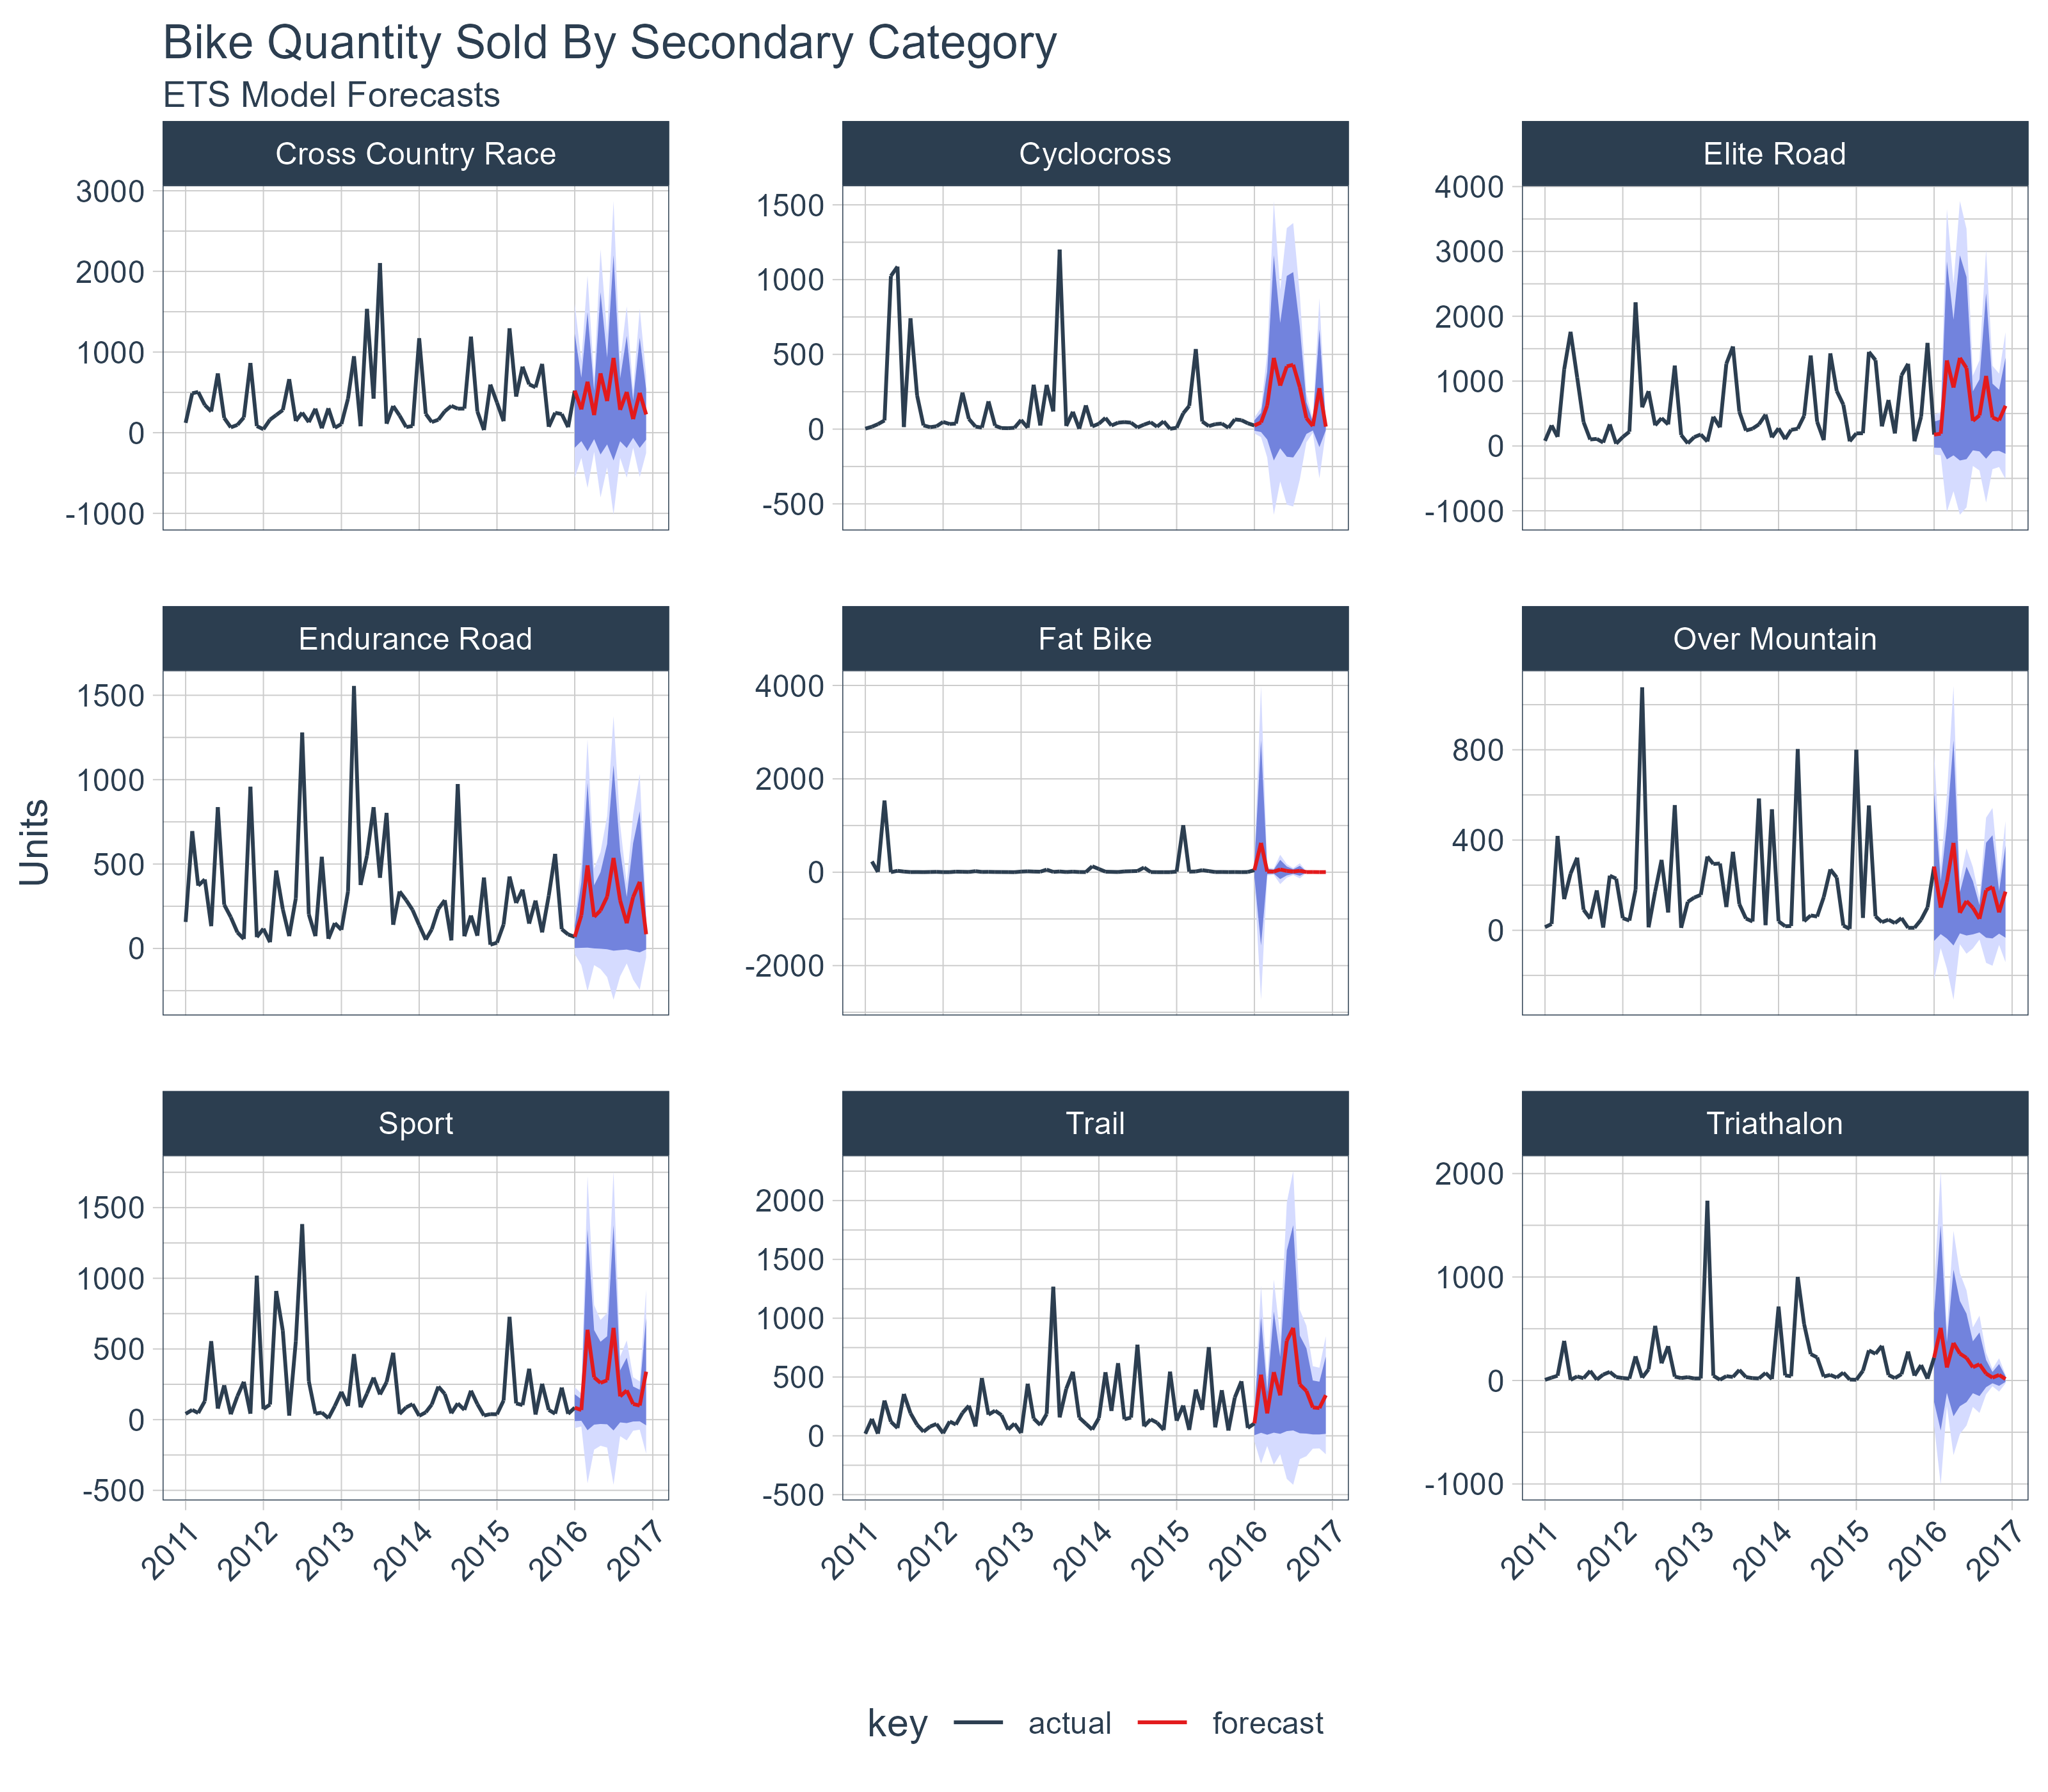 Bike Quantity Sold By Secondary Category
ETS Model Forecasts
Cross Country Race
3000
2000
1000
0
-1000
Cyclocross
1500
1000
500
0
-500
Elite Road
4000
3000
2000
1000
0
-1000
Units
Endurance Road
1500
1000
500
0
Fat Bike
4000
2000
0
-2000
Over Mountain
800
400
0
Sport
1500
1000
500
0
-500
2011 2012 2013 2014 2015 2016 2017
Trail
2000
1500
1000
500
0
-500
2011 2012 2013 2014 2015 2016 2017
Triathalon
2000
1000
0
-1000
2011 2012 2013 2014 2015 2016 2017
key actual forecast